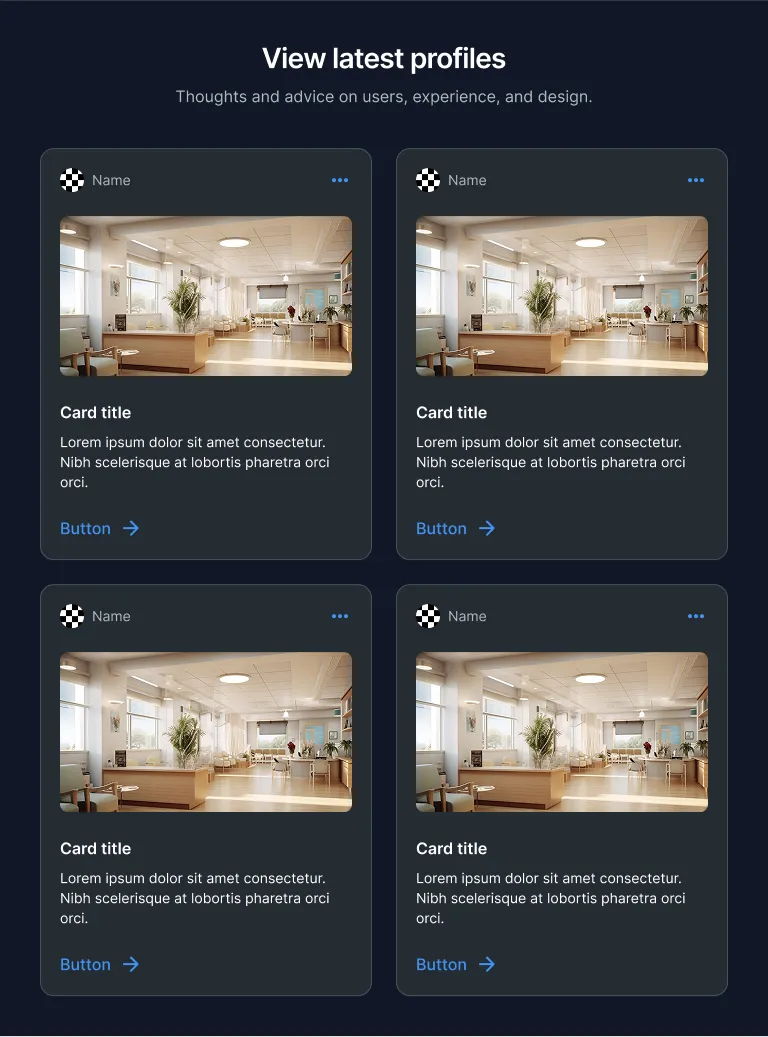 View latest profiles
Thoughts and advice on users, experience, and design.
Name
Card title
Lorem ipsum dolor sit amet consectetur.
Nibh scelerisque at lobortis pharetra orci
orci.
Button
Name
Card title
Lorem ipsum dolor sit amet consectetur.
Nibh scelerisque at lobortis pharetra orci
orci.
Button
Name
Card title
Lorem ipsum dolor sit amet consectetur.
Nibh scelerisque at lobortis pharetra orci
orci.
Button
Name
Card title
Lorem ipsum dolor sit amet consectetur.
Nibh scelerisque at lobortis pharetra orci
orci.
Button